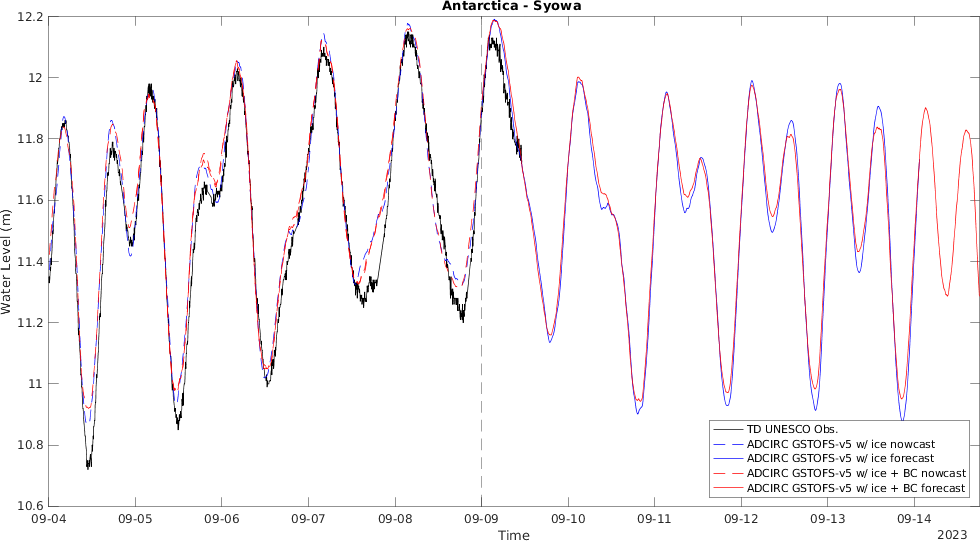 Antarctica - Syowa
12.2
12
11.8
11.6
11.4
11.2
11
10.8
10.6
Water Level (m)
09-04 09-05 09-06 09-07 09-08 09-09 09-10 09-11 09-12 09-13 09-14
Time
2023
TD UNESCO Obs.
ADCIRC GSTOFS-v5 w/ ice nowcast
ADCIRC GSTOFS-v5 w/ ice forecast
ADCIRC GSTOFS-v5 w/ ice + BC nowcast
ADCIRC GSTOFS-v5 w/ ice + BC forecast